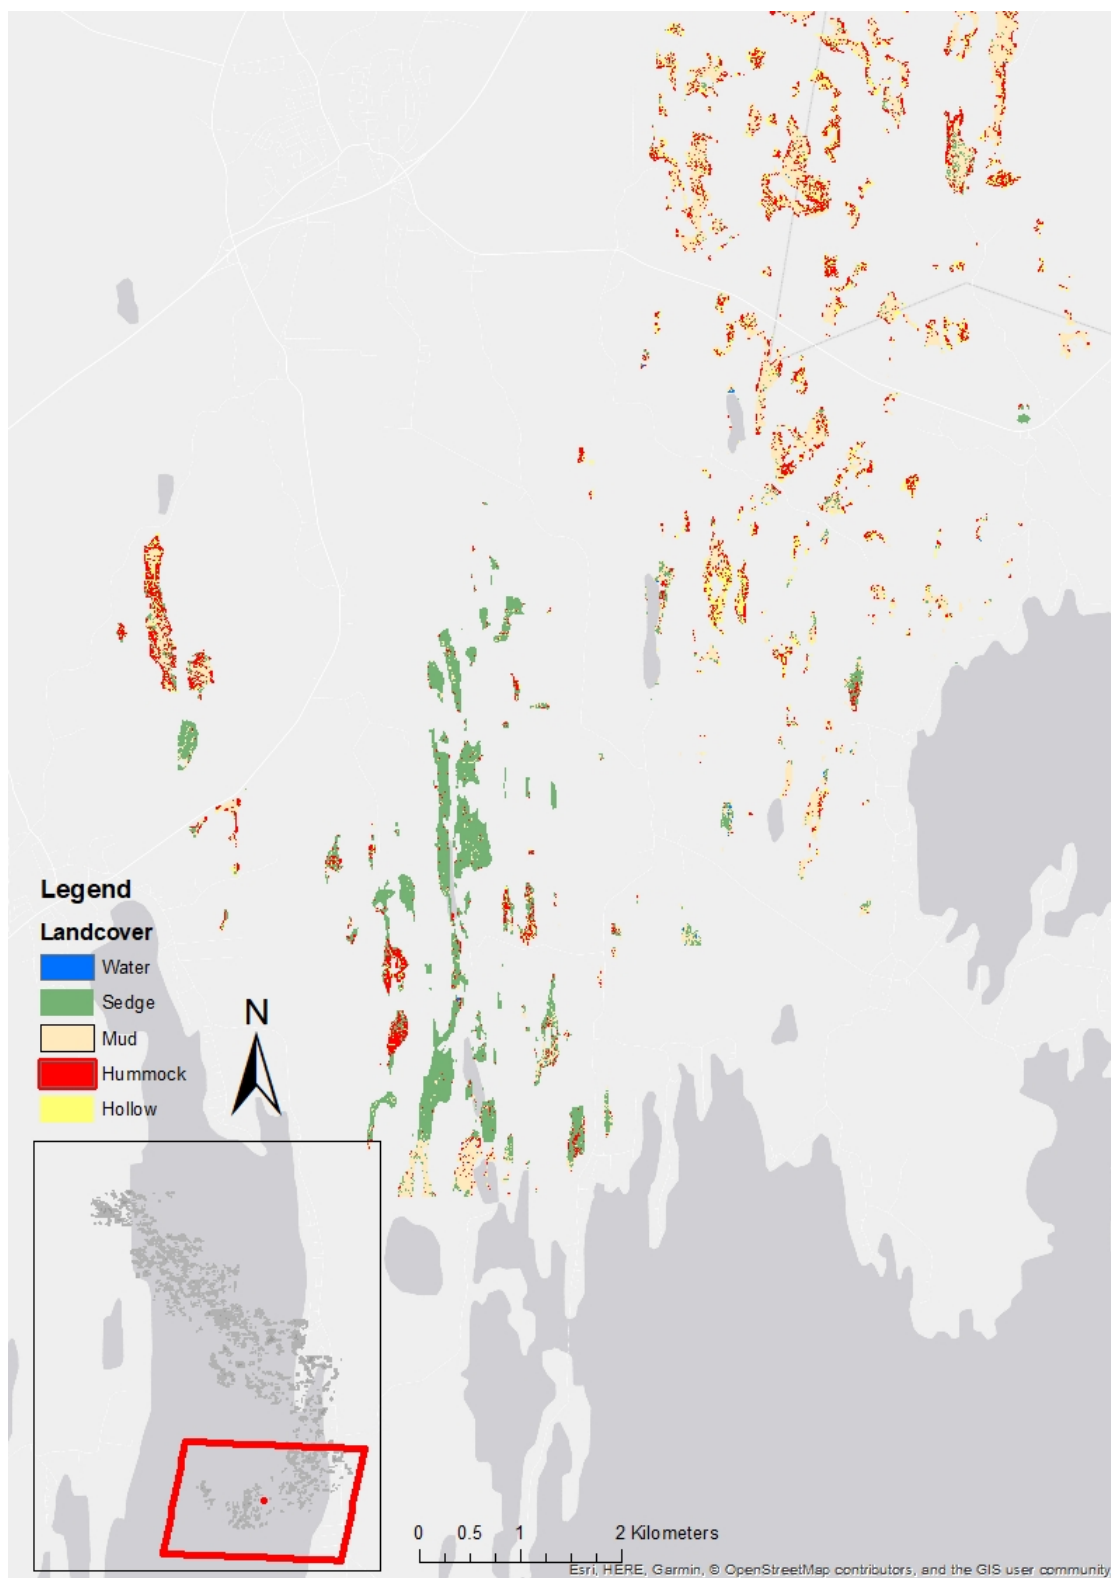 Legend
Landcover
Water
Sedge
Mud
Hummock
Hollow
N
0 0.5 1 2 Kilometers
Esri, HERE, Garmin, © OpenStreetMap contributors, and the GIS user community